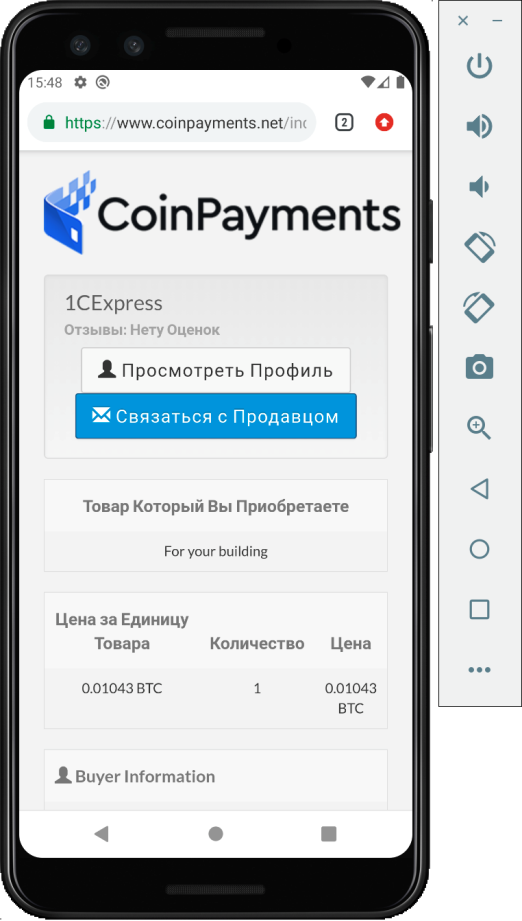 15:48
https://www.coinpayments.net/inc
2
CoinPayments
1CExpress
Отзывы: Нету Оценок
Просмотреть Профиль
Связаться с Продавцом
Товар Который Вы Приобретаете
For your building
Цена за Единицу
Товара Количество Цена
0.01043 BTC 1 0.01043
BTC
Buyer Information